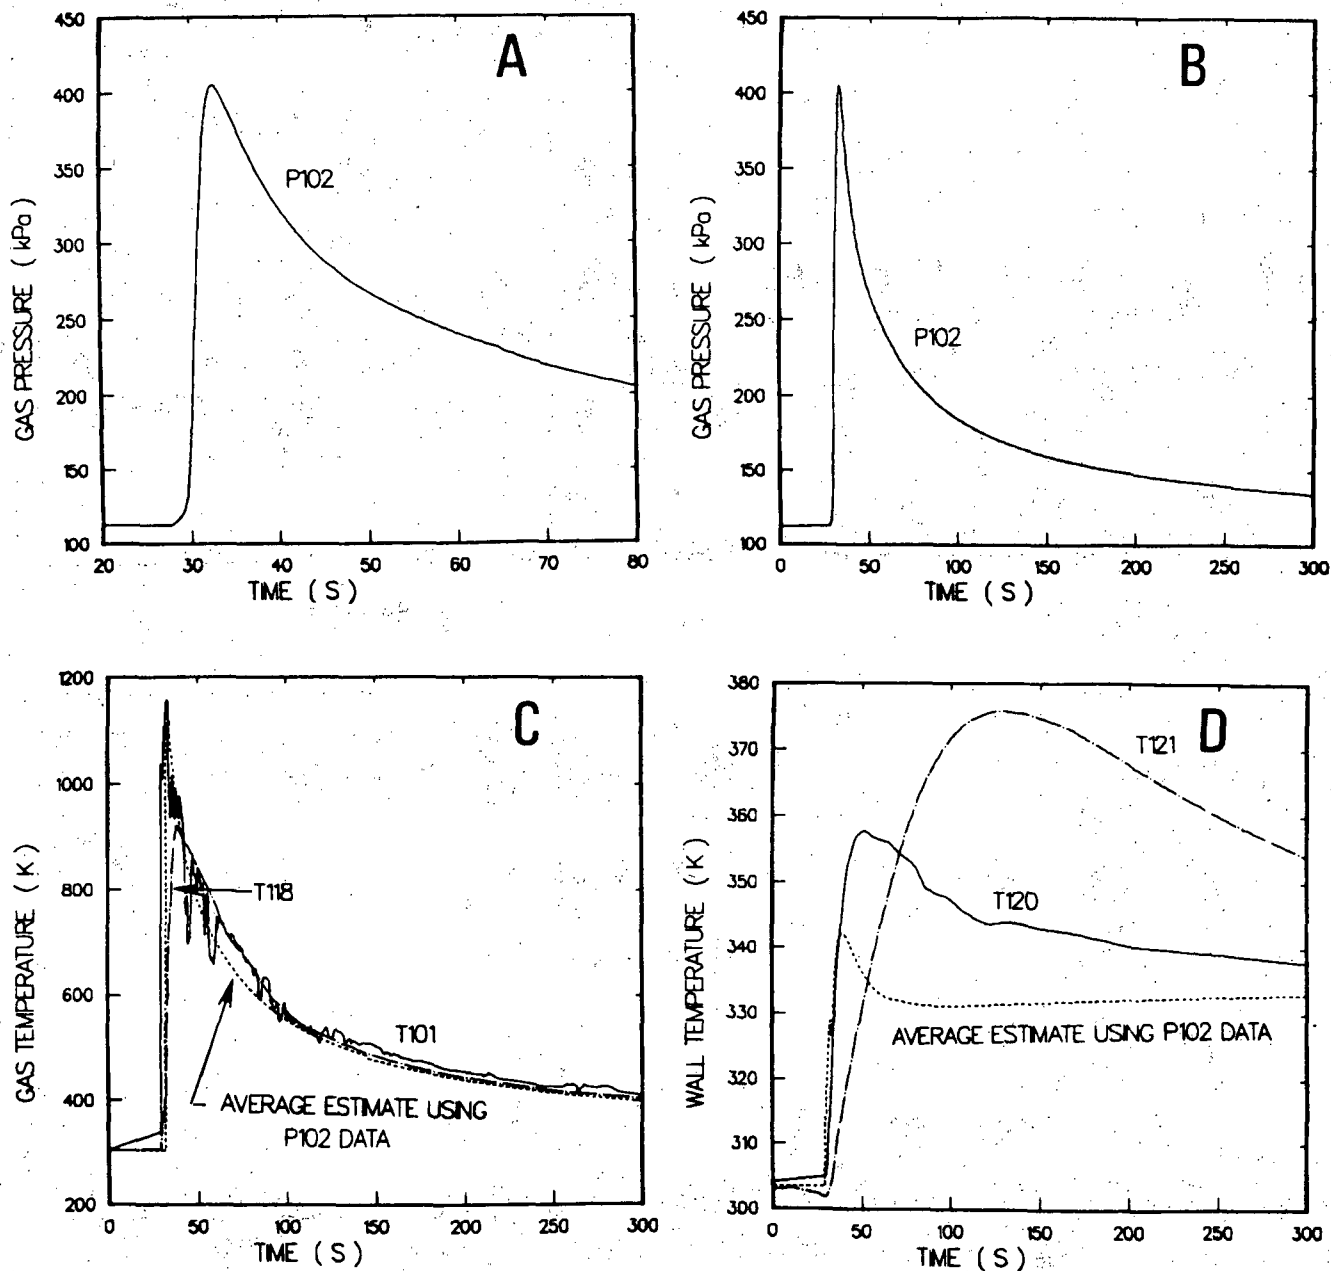 A
450
400
350
300
250
200
150
100
GAS PRESSURE (kPa)
P102
20 30 40 50 60 70 80
TIME (S)
B
450
400
350
300
250
200
150
100
GAS PRESSURE (kPa)
P102
0 50 100 150 200 250 300
TIME (S)
C
1200
1000
800
600
400
200
GAS TEMPERATURE (K)
T118
T101
AVERAGE ESTIMATE USING
P102 DATA
0 50 100 150 200 250 300
TIME (S)
D
380
370
360
350
340
330
320
310
300
WALL TEMPERATURE (K)
T121
T120
AVERAGE ESTIMATE USING P102 DATA
0 50 100 150 200 250 300
TIME (S)